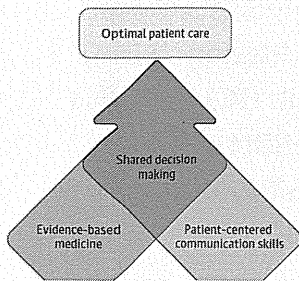 Optimal patient care
Shared decision
making
Evidence-based
medicine
Patient-centered
communication skills